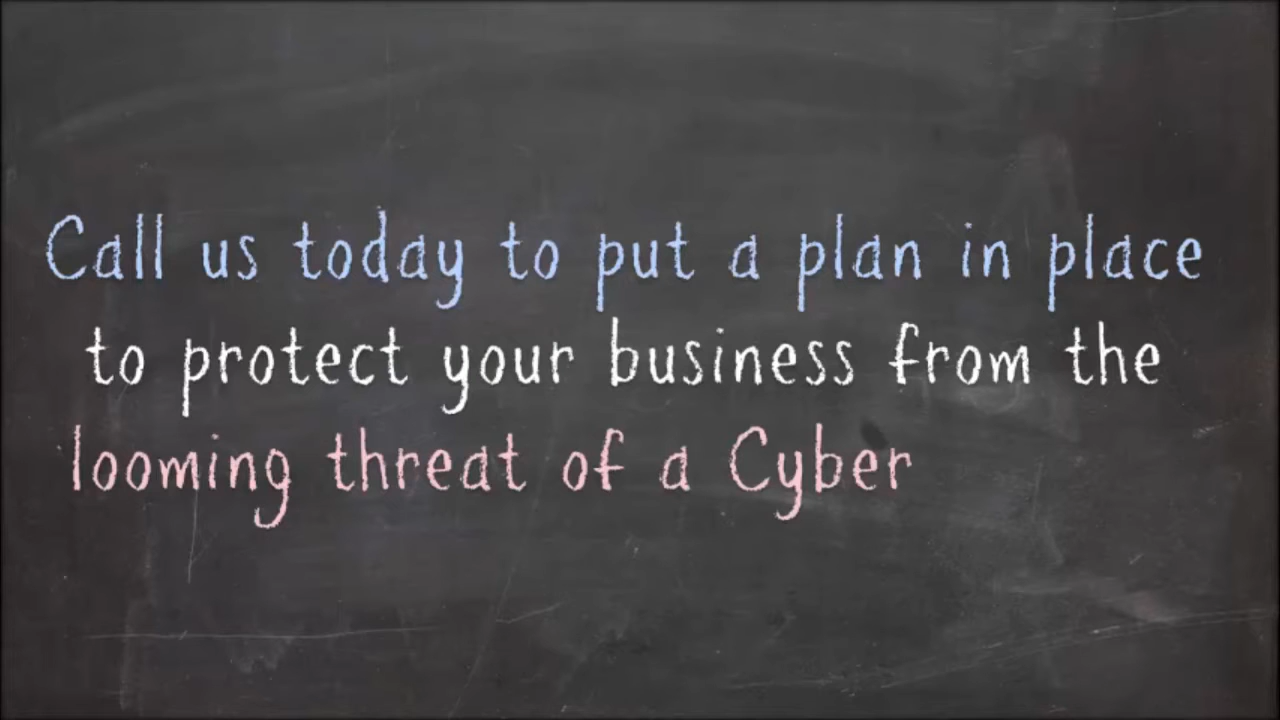 Call us today to put a plan in place
to protect your business from the
looming threat of a Cyber